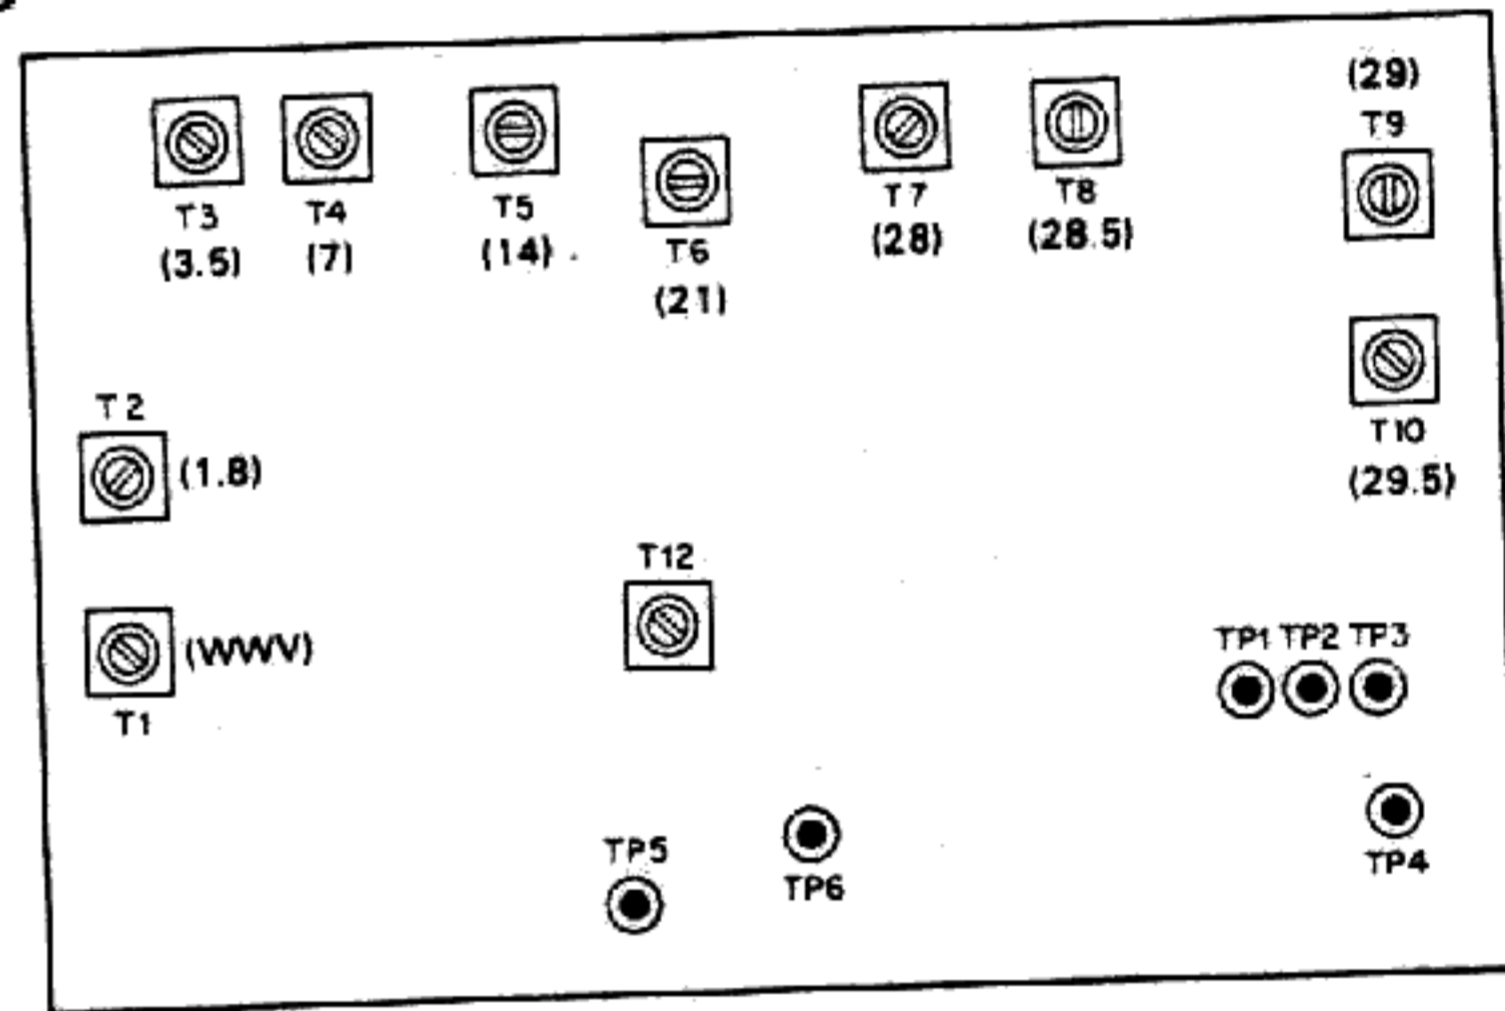 (29)
T9
T3
(3.5)
T4
(7)
T5
(14)
T6
(21)
T7
(28)
T8
(28.5)
T10
(29.5)
T2
(1.8)
T12
(WWV)
T1
TP1 TP2 TP3
TP4
TP5
TP6